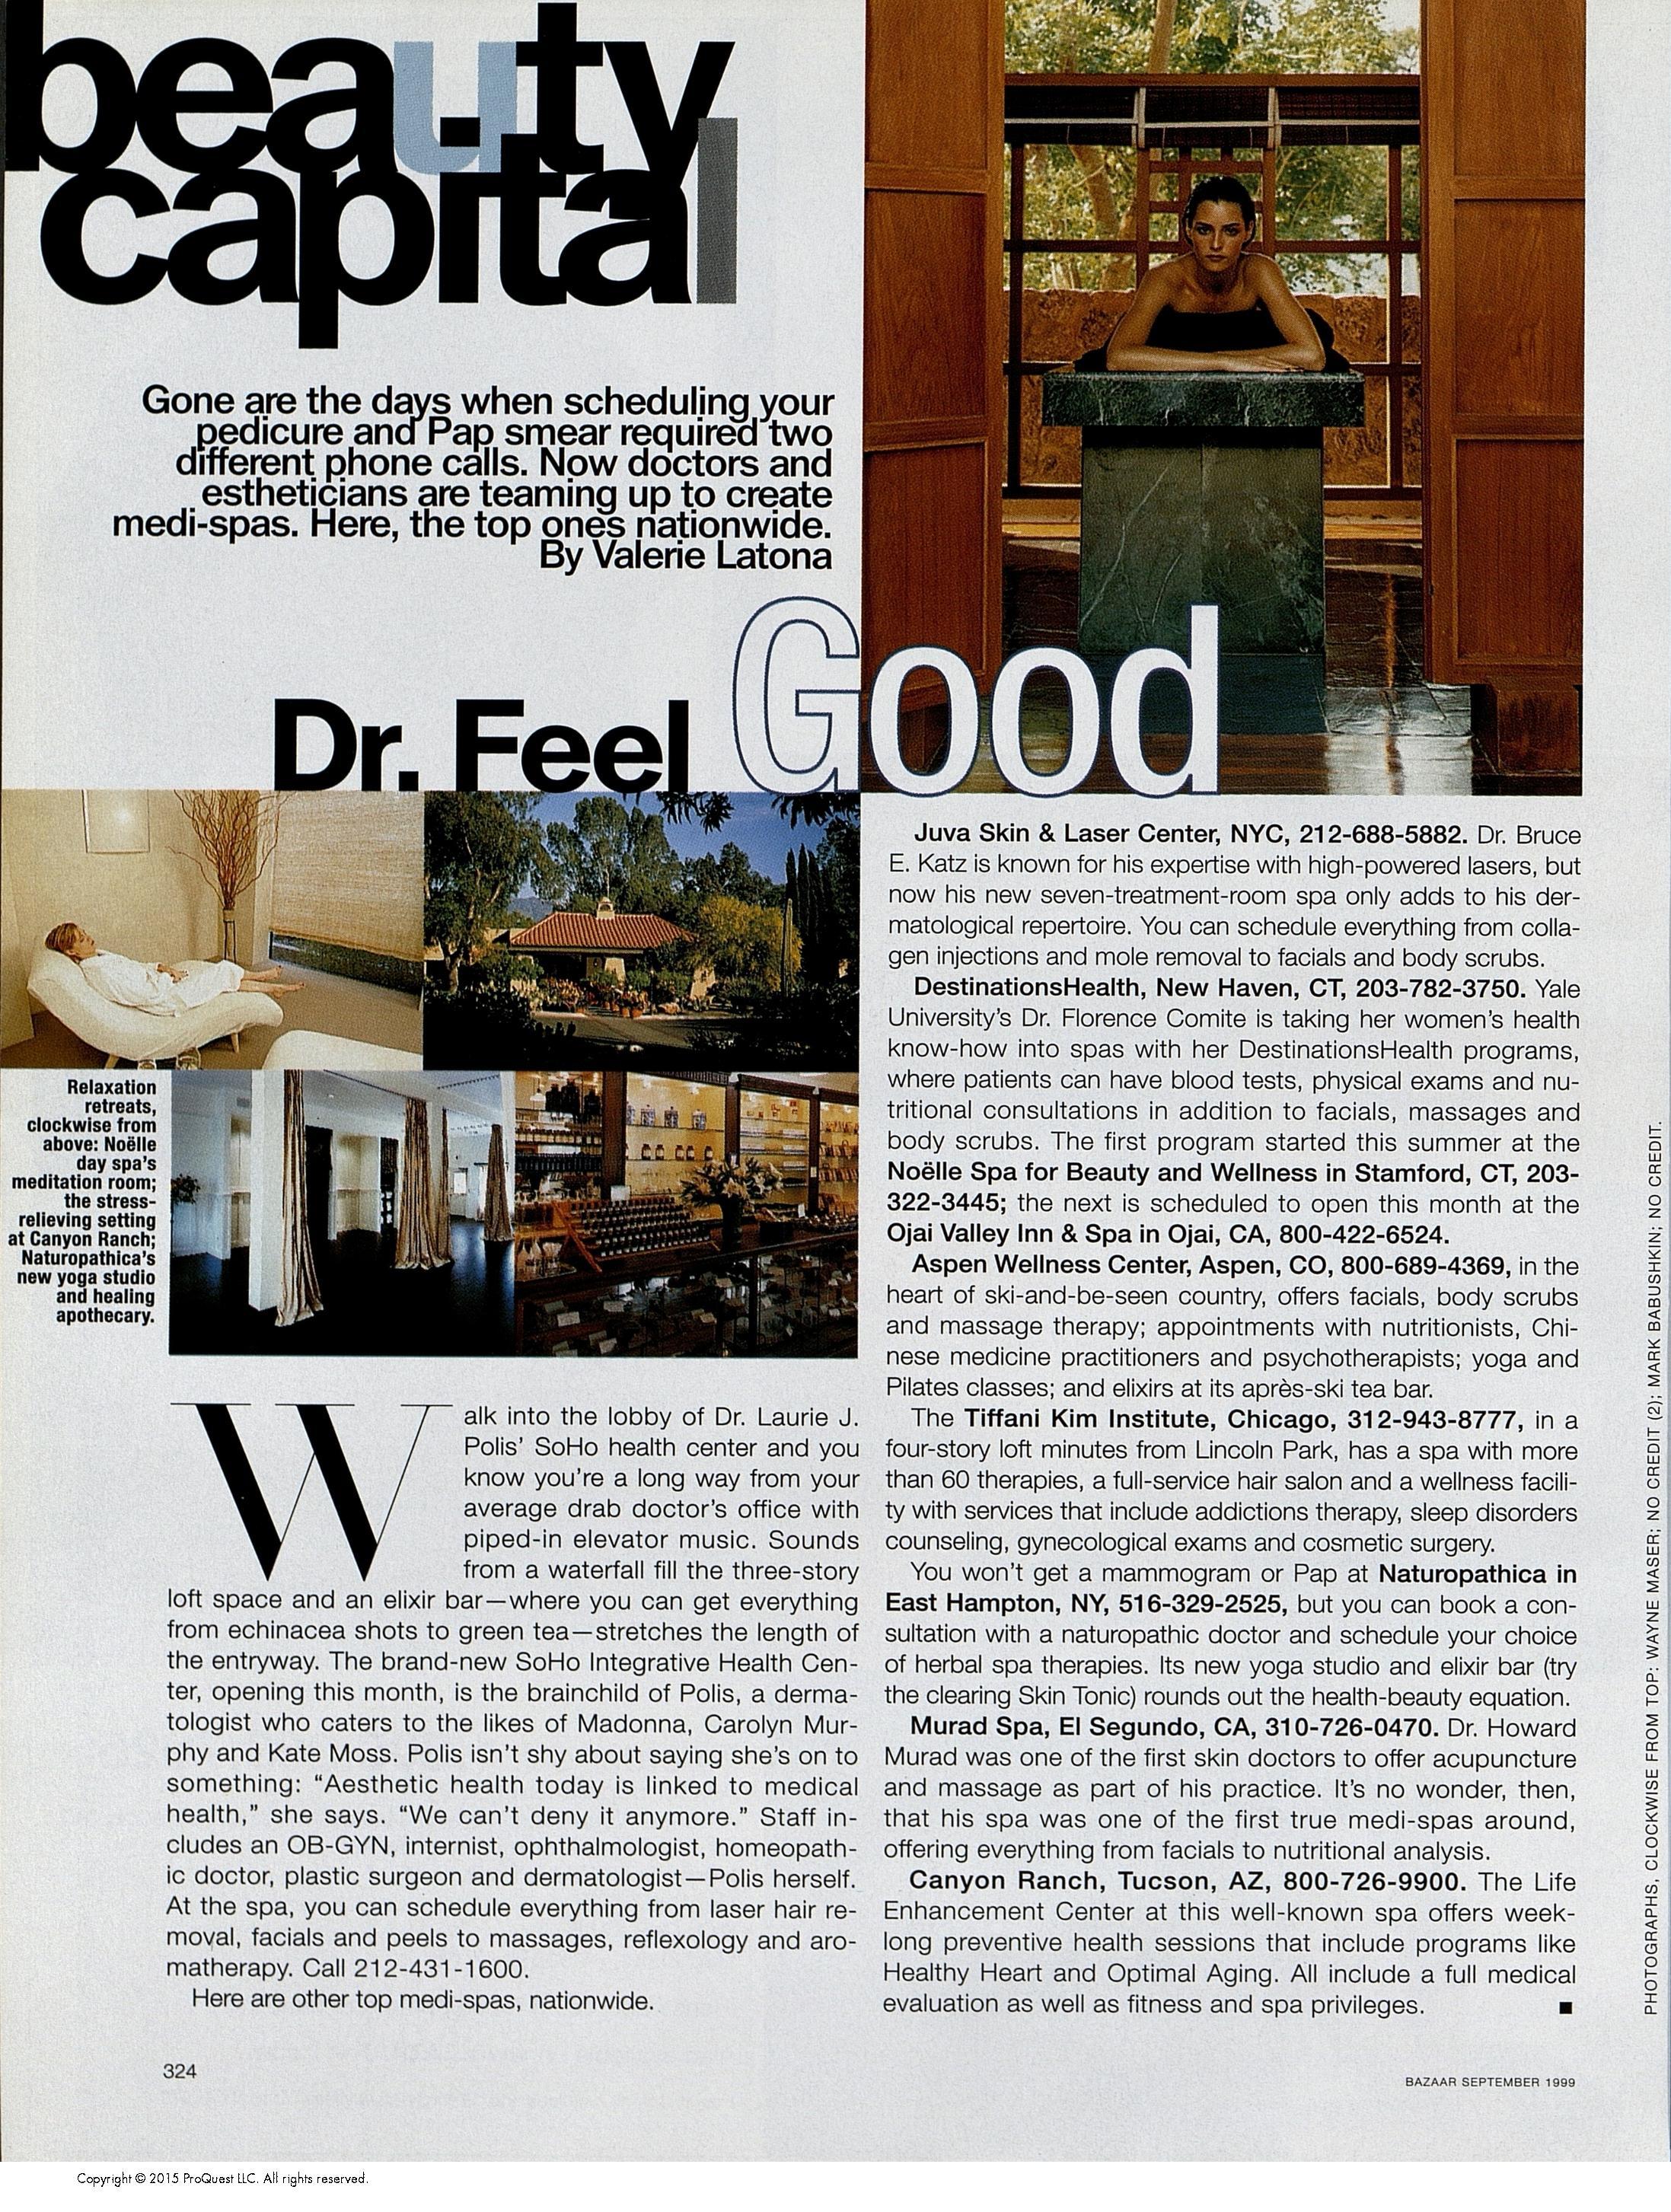 beauty
capital
Gone are the days when scheduling your
pedicure and Pap smear required two
different phone calls. Now doctors and
estheticians are teaming up to create
medi-spas. Here, the top ones nationwide.
By Valerie Latona
Dr. Feel Good
Relaxation
retreats,
clockwise from
above: Noëlle
day spa's
meditation room;
the stress-
relieving setting
at Canyon Ranch;
Naturopathica's
new yoga studio
and healing
apothecary.
Walk into the lobby of Dr. Laurie J.
Polis' SoHo health center and you
know you're a long way from your
average drab doctor's office with
piped-in elevator music. Sounds
from a waterfall fill the three-story
loft space and an elixir bar—where you can get everything
from echinacea shots to green tea—stretches the length of
the entryway. The brand-new SoHo Integrative Health Cen-
ter, opening this month, is the brainchild of Polis, a derma-
tologist who caters to the likes of Madonna, Carolyn Mur-
phy and Kate Moss. Polis isn't shy about saying she's on to
something: "Aesthetic health today is linked to medical
health," she says. "We can't deny it anymore." Staff in-
cludes an OB-GYN, internist, ophthalmologist, homeopath-
ic doctor, plastic surgeon and dermatologist—Polis herself.
At the spa, you can schedule everything from laser hair re-
moval, facials and peels to massages, reflexology and aro-
matherapy. Call 212-431-1600.
Here are other top medi-spas, nationwide.
Juva Skin & Laser Center, NYC, 212-688-5882. Dr. Bruce
E. Katz is known for his expertise with high-powered lasers, but
now his new seven-treatment-room spa only adds to his der-
matological repertoire. You can schedule everything from colla-
gen injections and mole removal to facials and body scrubs.
DestinationsHealth, New Haven, CT, 203-782-3750. Yale
University's Dr. Florence Comite is taking her women's health
know-how into spas with her DestinationsHealth programs,
where patients can have blood tests, physical exams and nu-
tritional consultations in addition to facials, massages and
body scrubs. The first program started this summer at the
Noëlle Spa for Beauty and Wellness in Stamford, CT, 203-
322-3445; the next is scheduled to open this month at the
Ojai Valley Inn & Spa in Ojai, CA, 800-422-6524.
Aspen Wellness Center, Aspen, CO, 800-689-4369, in the
heart of ski-and-be-seen country, offers facials, body scrubs
and massage therapy; appointments with nutritionists, Chi-
nese medicine practitioners and psychotherapists; yoga and
Pilates classes; and elixirs at its après-ski tea bar.
The Tiffani Kim Institute, Chicago, 312-943-8777, in a
four-story loft minutes from Lincoln Park, has a spa with more
than 60 therapies, a full-service hair salon and a wellness facili-
ty with services that include addictions therapy, sleep disorders
counseling, gynecological exams and cosmetic surgery.
You won't get a mammogram or Pap at Naturopathica in
East Hampton, NY, 516-329-2525, but you can book a con-
sultation with a naturopathic doctor and schedule your choice
of herbal spa therapies. Its new yoga studio and elixir bar (try
the clearing Skin Tonic) rounds out the health-beauty equation.
Murad Spa, El Segundo, CA, 310-726-0470. Dr. Howard
Murad was one of the first skin doctors to offer acupuncture
and massage as part of his practice. It's no wonder, then,
that his spa was one of the first true medi-spas around,
offering everything from facials to nutritional analysis.
Canyon Ranch, Tucson, AZ, 800-726-9900. The Life
Enhancement Center at this well-known spa offers week-
long preventive health sessions that include programs like
Healthy Heart and Optimal Aging. All include a full medical
evaluation as well as fitness and spa privileges.
PHOTOGRAPHS, CLOCKWISE FROM TOP: WAYNE MASER; NO CREDIT (2); MARK BABUSHKIN; NO CREDIT.
324
BAZAAR SEPTEMBER 1999
Copyright © 2015 ProQuest LLC. All rights reserved.